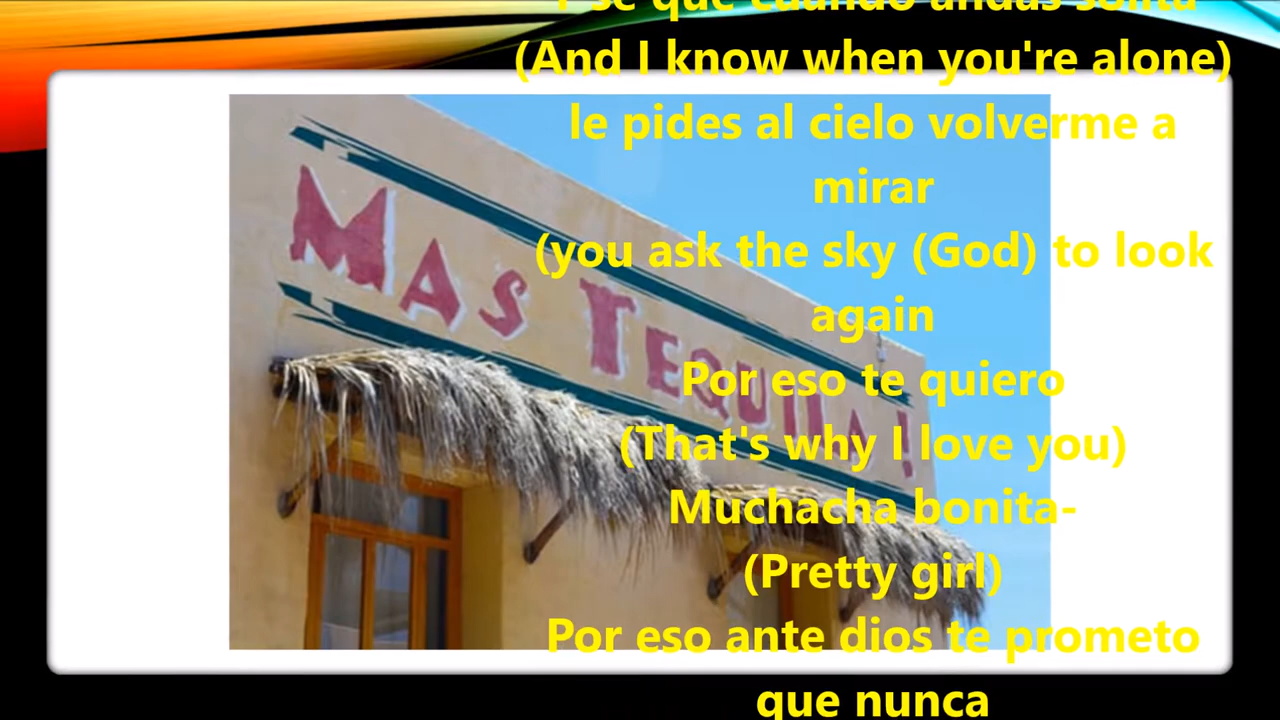 Y se que cuando andas solita
(And I know when you're alone)
le pides al cielo volverme a
mirar
(you ask the sky (God) to look
again
Por eso te quiero
(That's why I love you)
Muchacha bonita-
(Pretty girl)
Por eso ante dios te prometo
que nunca
MAS TEQUILA!